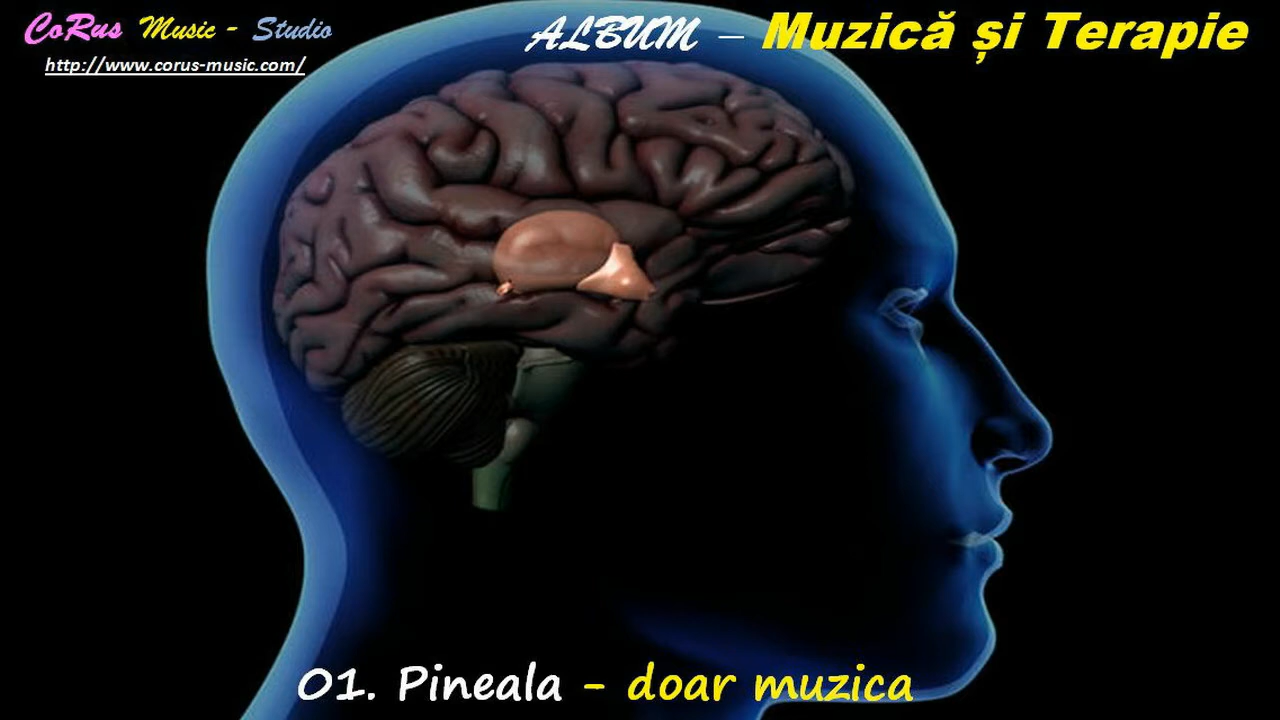 CoRus Music - Studio
http://www.corus-music.com/
ALBUM – Muzică și Terapie
01. Pineala - doar muzica